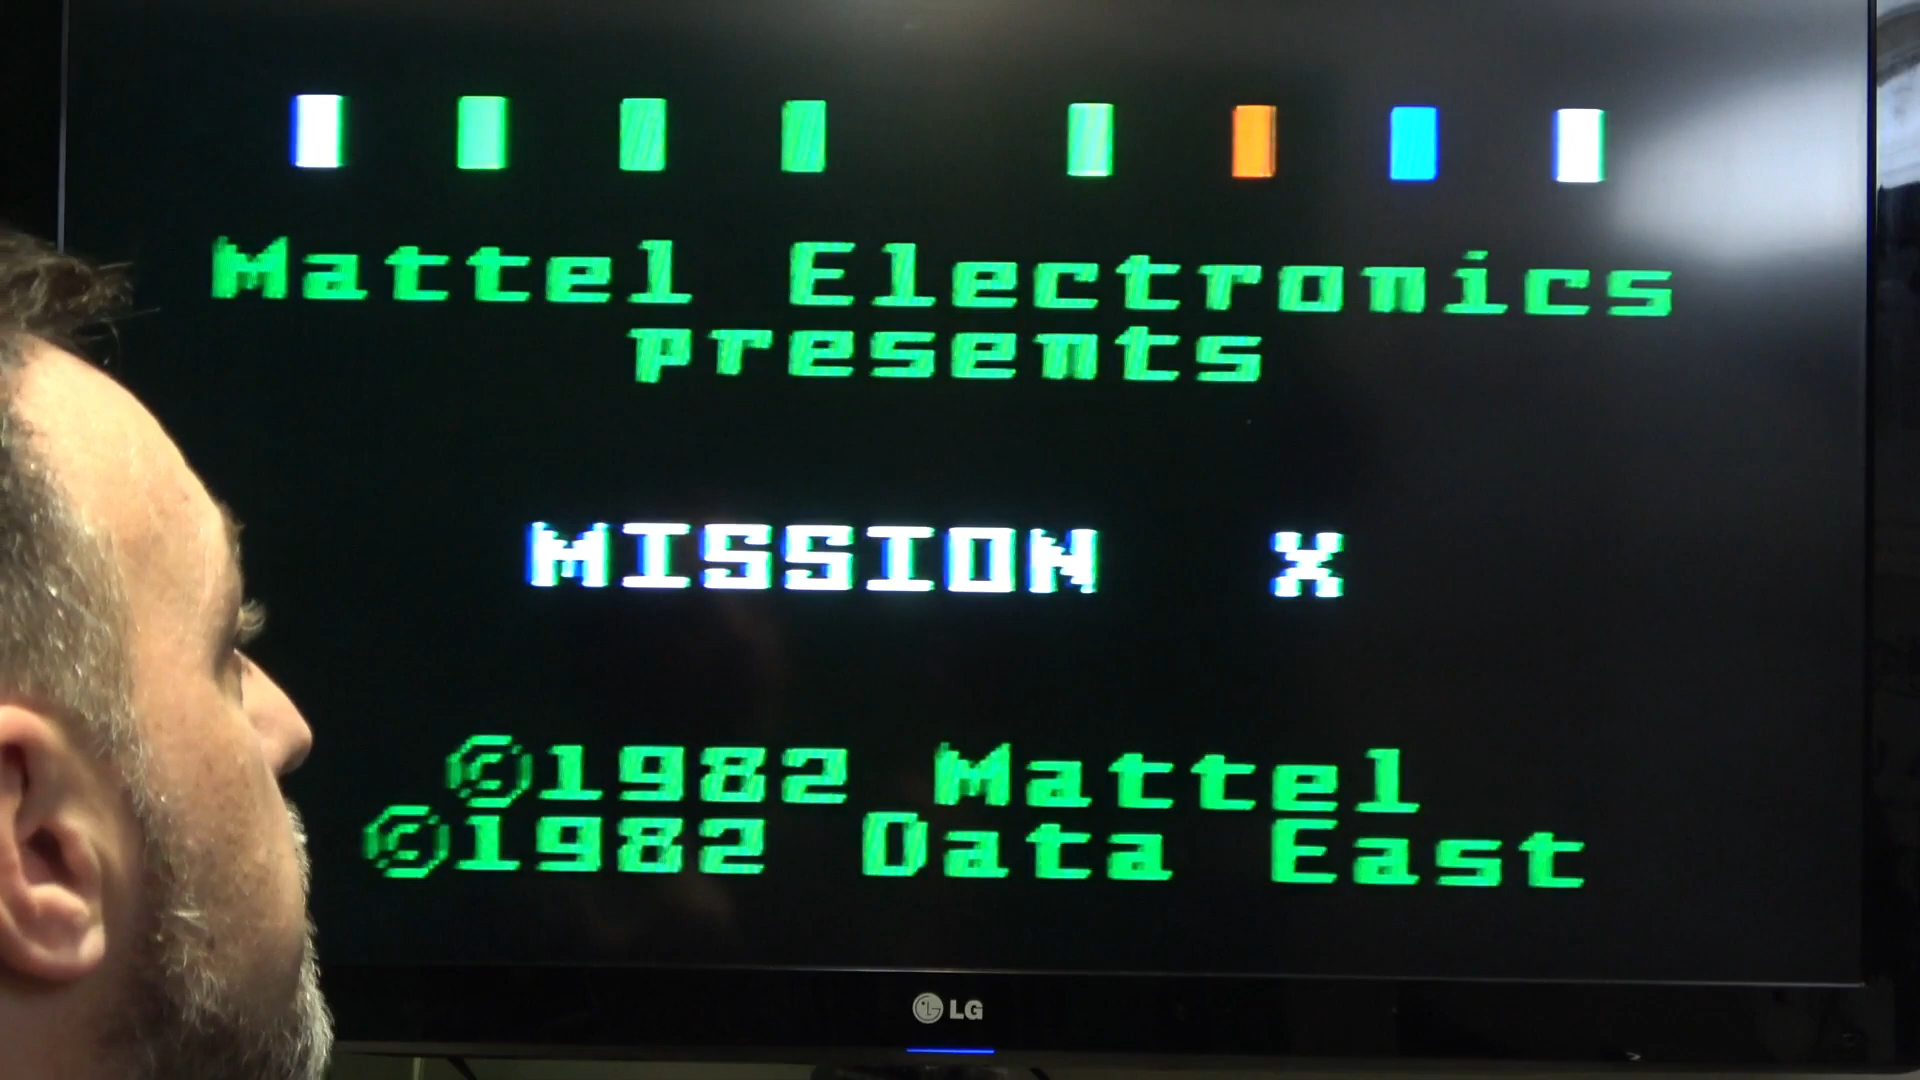 Mattel Electronics
presents
MISSION X
©1982 Mattel
©1982 Data East
LG